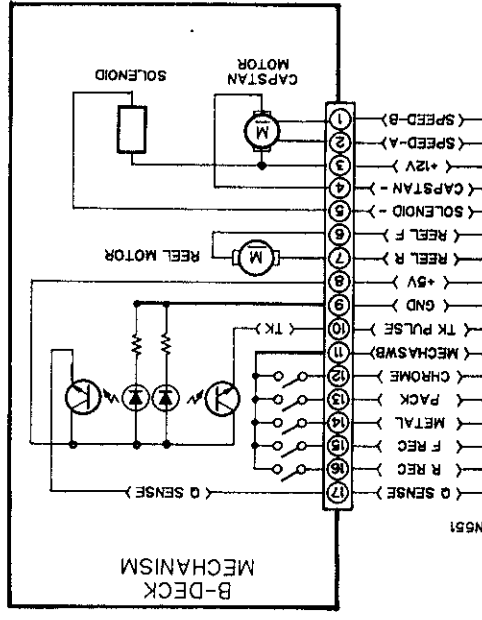 B-DECK
MECHANISM
N551
Q SENSE 17 Q SENSE
R REC 16
F REC 15
METAL 14
PACK 13
CHROME 12
MECHASWB 11
TK PULSE 10 TK
GND 9
+5V 8
REEL R 7 M REEL MOTOR
REEL F 6
SOLENOID - 5
CAPSTAN - 4
+12V 3
SPEED-A 2 M
SPEED-B 1
CAPSTAN
MOTOR
SOLENOID